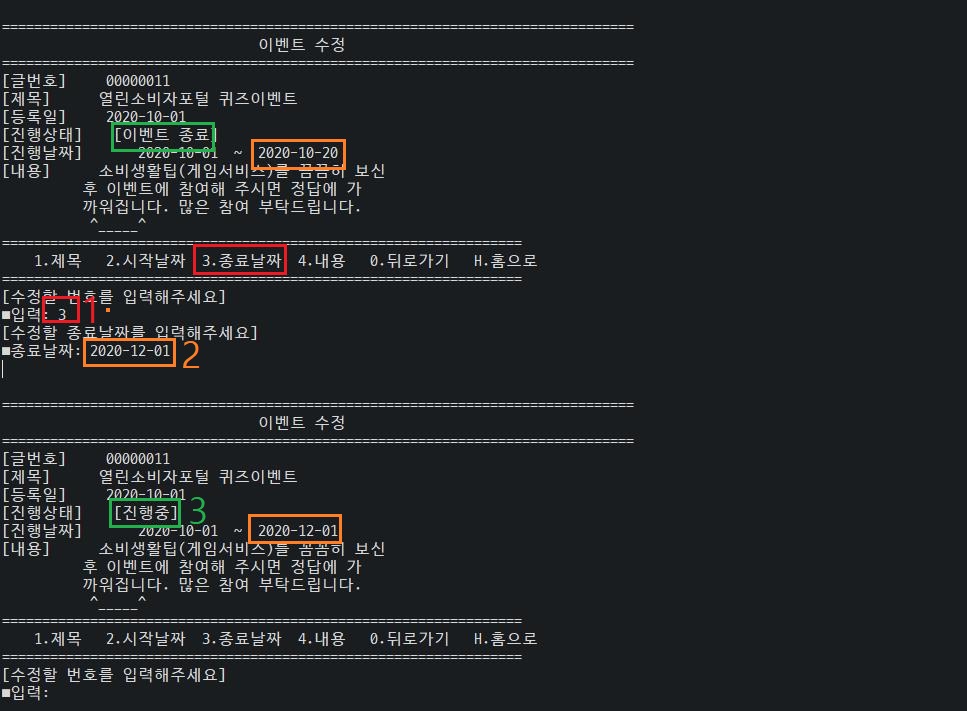 ================================================================================
이벤트 수정
================================================================================
[글번호] 00000011
[제목] 열린소비자포털 퀴즈이벤트
[등록일] 2020-10-01
[진행상태] [이벤트 종료]
[진행날짜] 2020-10-01 ~ 2020-10-20
[내용] 소비생활팁(게임서비스)를 꼼꼼히 보신
후 이벤트에 참여해 주시면 정답에 가
까워집니다. 많은 참여 부탁드립니다.
^_____^
==================================================================
1.제목 2.시작날짜 3.종료날짜 4.내용 0.뒤로가기 H.홈으로
==================================================================
[수정할 번호를 입력해주세요]
■입력: 3 1
[수정할 종료날짜를 입력해주세요]
■종료날짜: 2020-12-01 2
================================================================================
이벤트 수정
================================================================================
[글번호] 00000011
[제목] 열린소비자포털 퀴즈이벤트
[등록일] 2020-10-01
[진행상태] [진행중] 3
[진행날짜] 2020-10-01 ~ 2020-12-01
[내용] 소비생활팁(게임서비스)를 꼼꼼히 보신
후 이벤트에 참여해 주시면 정답에 가
까워집니다. 많은 참여 부탁드립니다.
^_____^
==================================================================
1.제목 2.시작날짜 3.종료날짜 4.내용 0.뒤로가기 H.홈으로
==================================================================
[수정할 번호를 입력해주세요]
■입력: